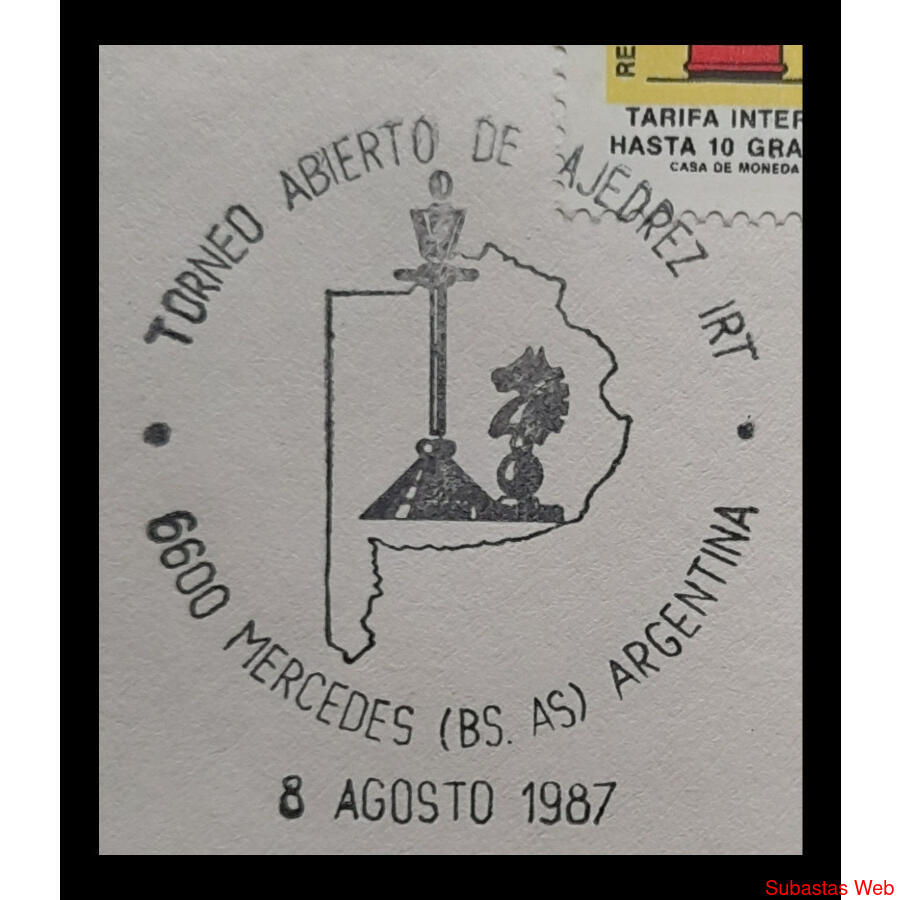 RE
TARIFA INTER
HASTA 10 GRA
CASA DE MONEDA
TORNEO ABIERTO DE AJEDREZ IRT
6600 MERCEDES (BS. AS) ARGENTINA
8 AGOSTO 1987
Subastas Web